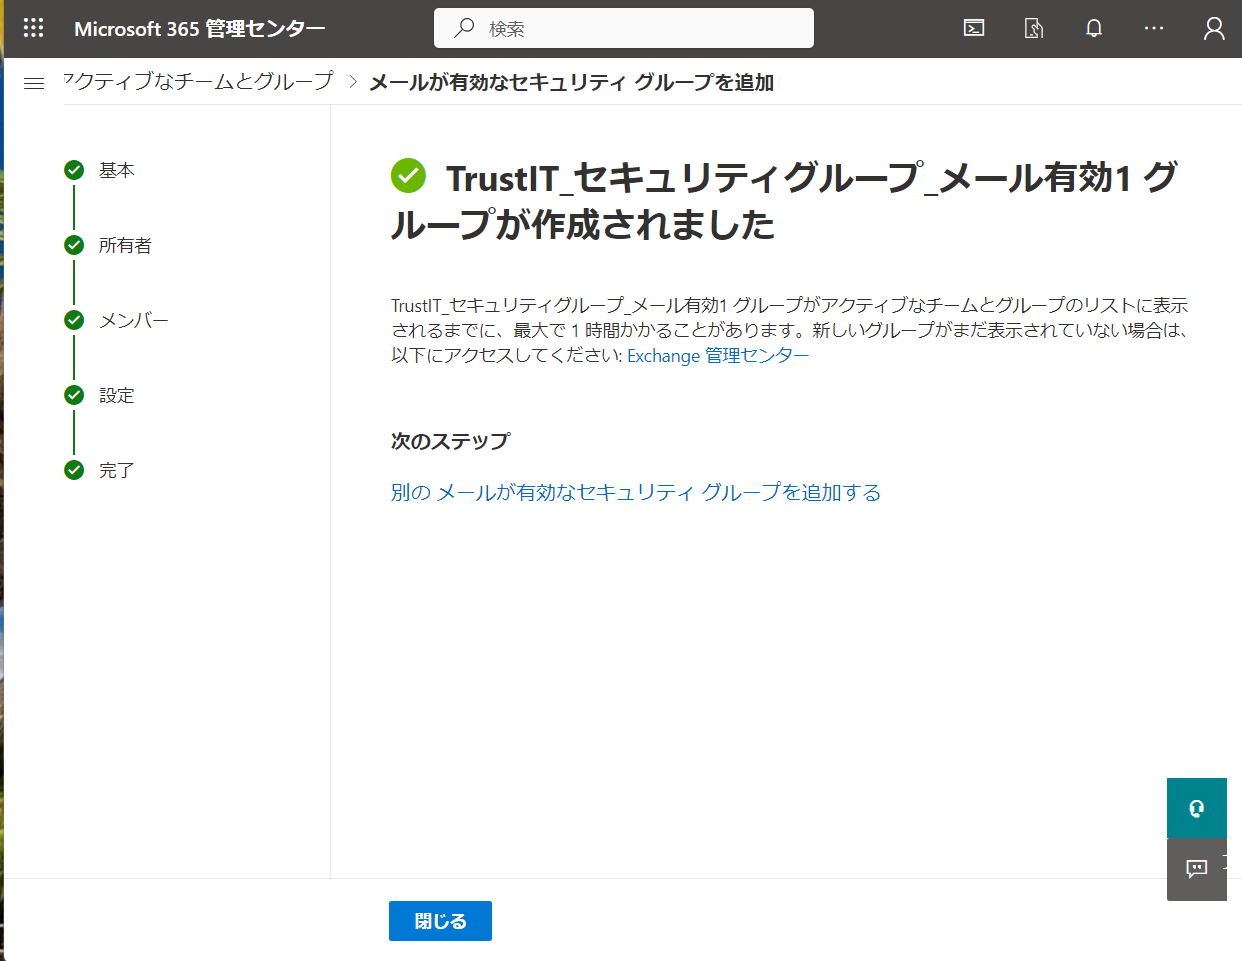 Microsoft 365 管理センター
検索
アクティブなチームとグループ > メールが有効なセキュリティ グループを追加
基本
所有者
メンバー
設定
完了
TrustIT_セキュリティグループ_メール有効1 グ
ループが作成されました
TrustIT_セキュリティグループ_メール有効1 グループがアクティブなチームとグループのリストに表示
されるまでに、最大で 1 時間かかることがあります。新しいグループがまだ表示されていない場合は、
以下にアクセスしてください: Exchange 管理センター
次のステップ
別の メールが有効なセキュリティ グループを追加する
閉じる